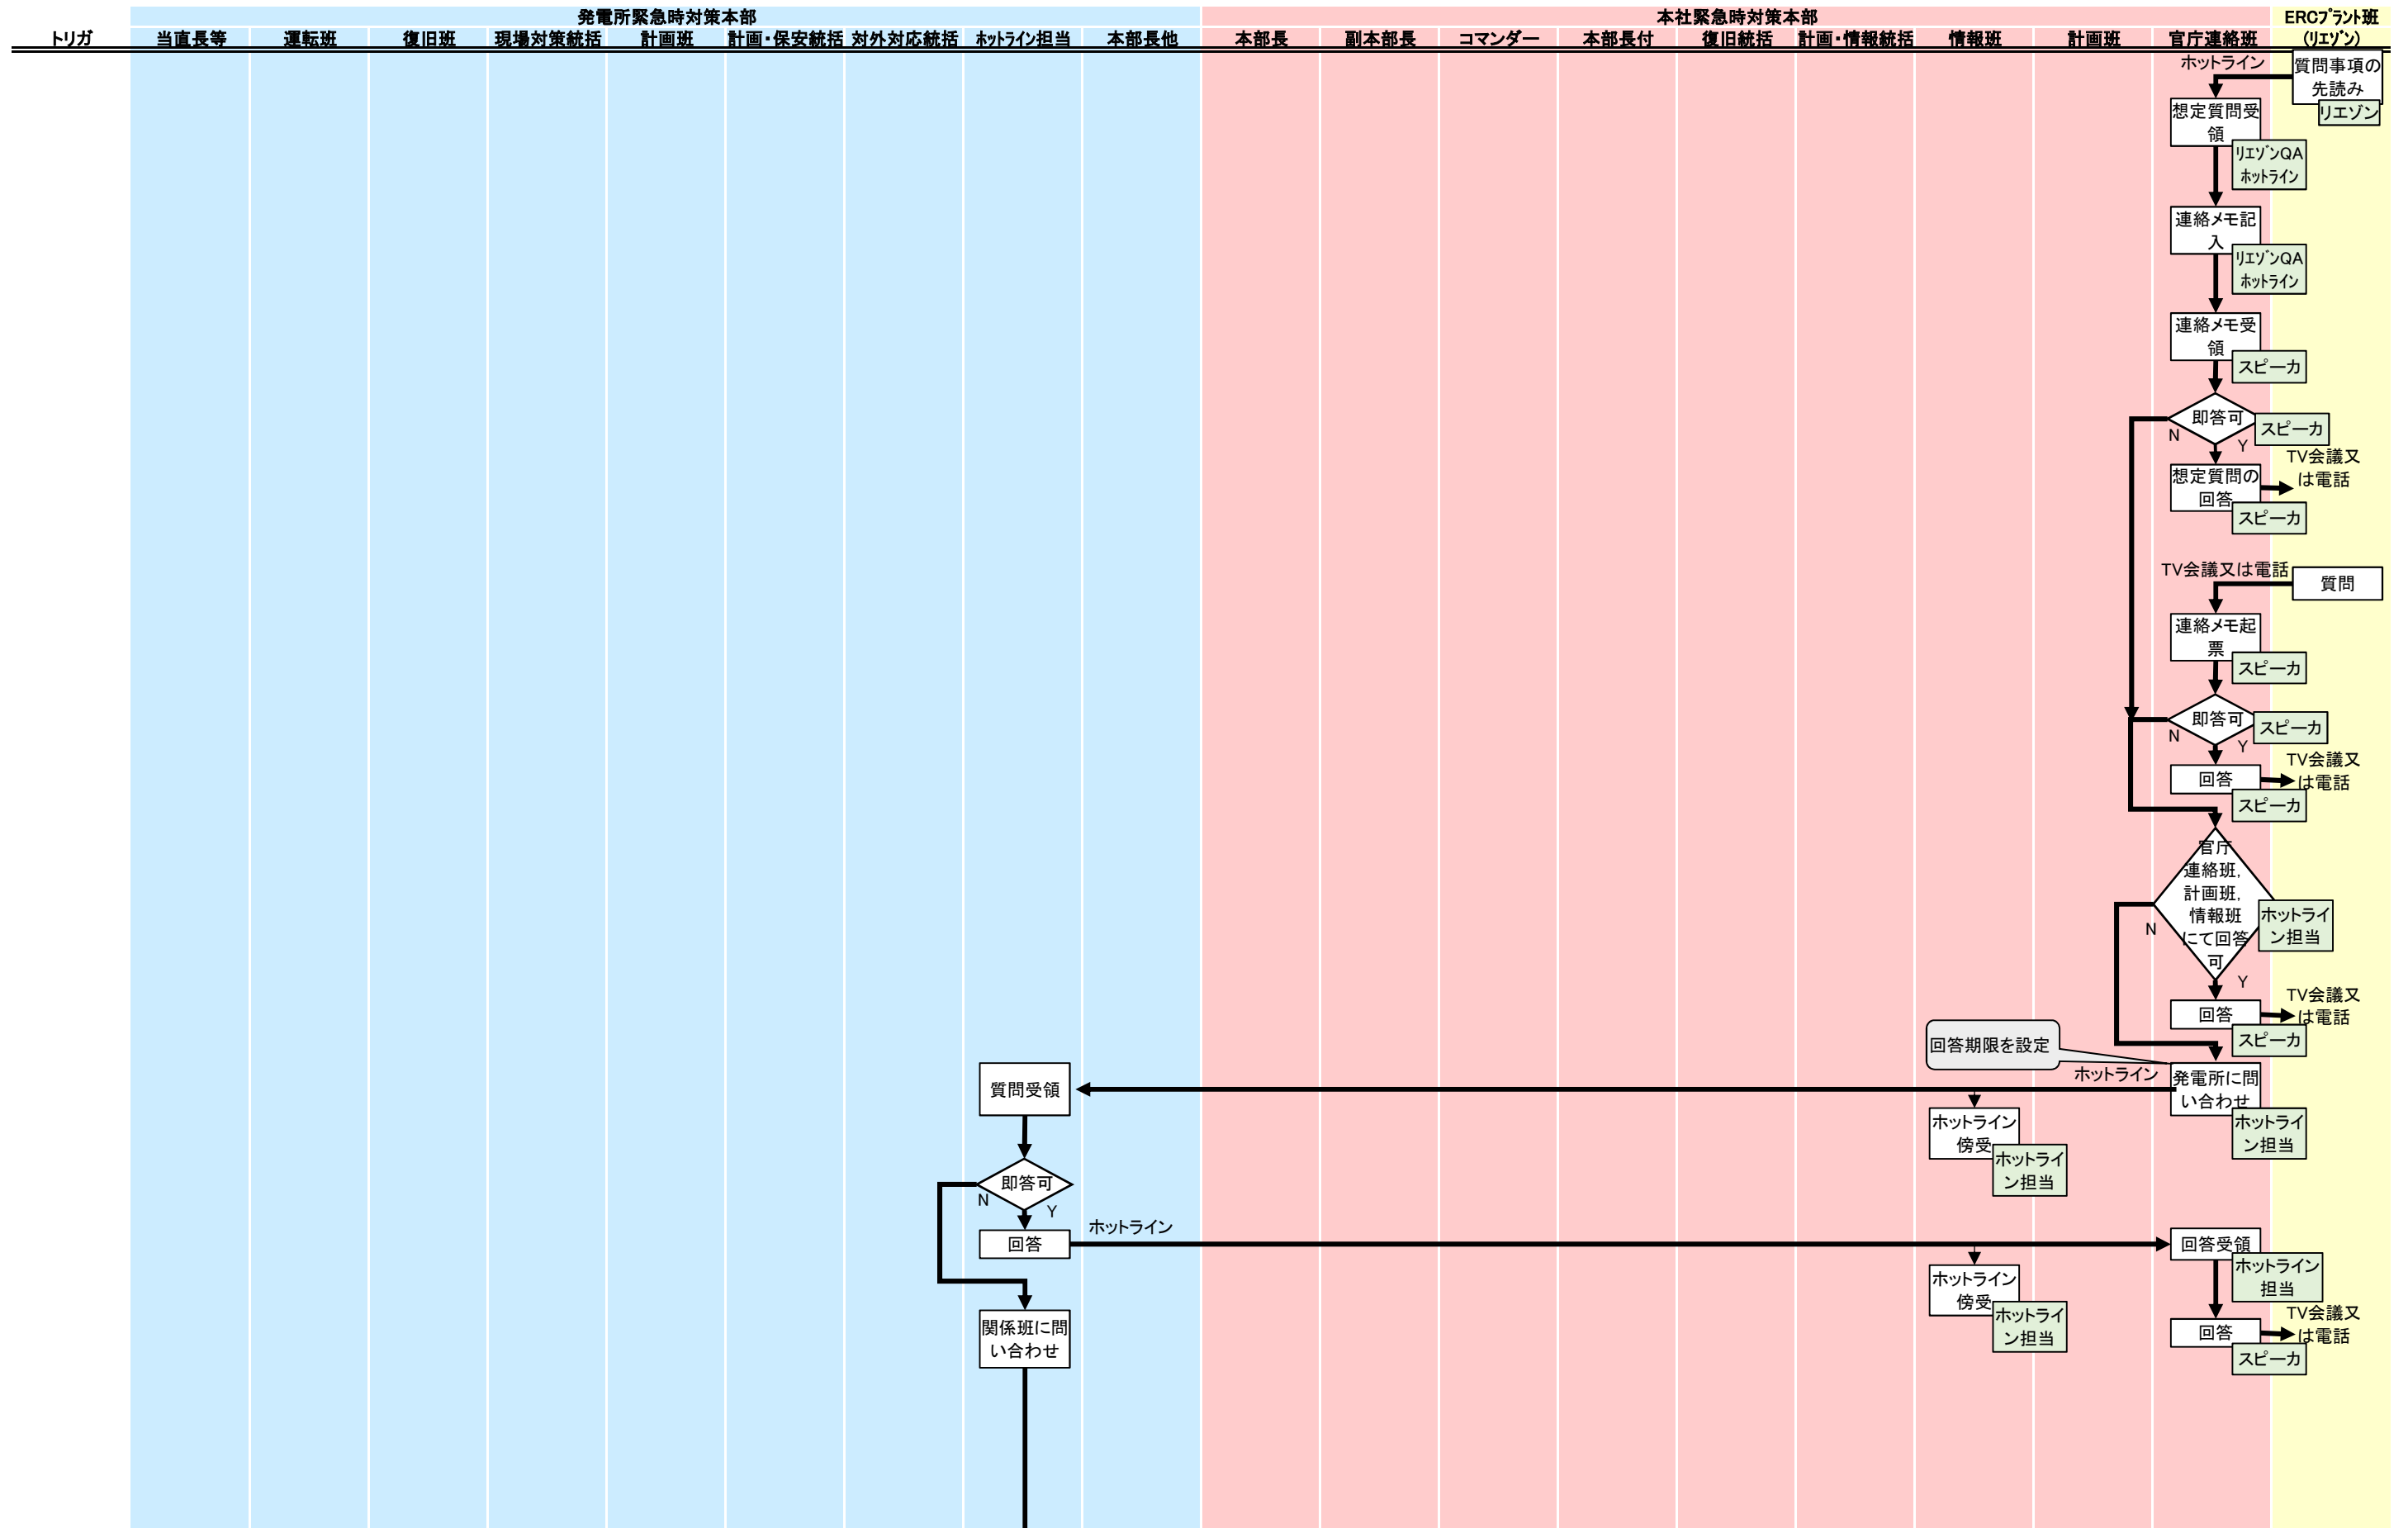 発電所緊急時対策本部
本社緊急時対策本部
ERCﾌﾟﾗﾝﾄ班
(ﾘｴｿﾞﾝ)
トリガ
当直長等
運転班
復旧班
現場対策統括
計画班
計画・保安統括
対外対応統括
ﾎｯﾄﾗｲﾝ担当
本部長他
本部長
副本部長
コマンダー
本部長付
復旧統括
計画・情報統括
情報班
計画班
官庁連絡班
ホットライン
質問事項の
先読み
リエゾン
想定質問受
領
ﾘｴｿﾞﾝQA
ﾎｯﾄﾗｲﾝ
連絡メモ記
入
ﾘｴｿﾞﾝQA
ﾎｯﾄﾗｲﾝ
連絡メモ受
領
スピーカ
即答可
スピーカ
N
Y
TV会議又
は電話
想定質問の
回答
スピーカ
TV会議又は電話
質問
連絡メモ起
票
スピーカ
即答可
スピーカ
N
Y
TV会議又
は電話
回答
スピーカ
官庁
連絡班,
計画班,
情報班
にて回答
可
ホットライ
ン担当
N
Y
TV会議又
は電話
回答
スピーカ
回答期限を設定
ホットライン
発電所に問
い合わせ
ホットライ
ン担当
質問受領
ホットライン
傍受
ホットライ
ン担当
即答可
N
Y
ホットライン
回答
回答受領
ホットライン
担当
ホットライン
傍受
ホットライ
ン担当
TV会議又
は電話
回答
スピーカ
関係班に問
い合わせ